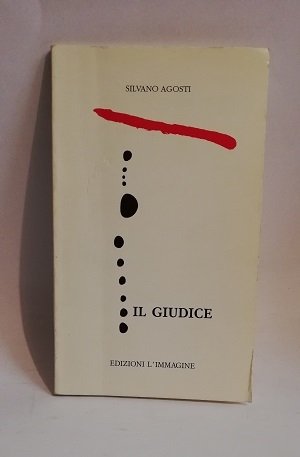 SILVANO AGOSTI
IL GIUDICE
EDIZIONI L'IMMAGINE